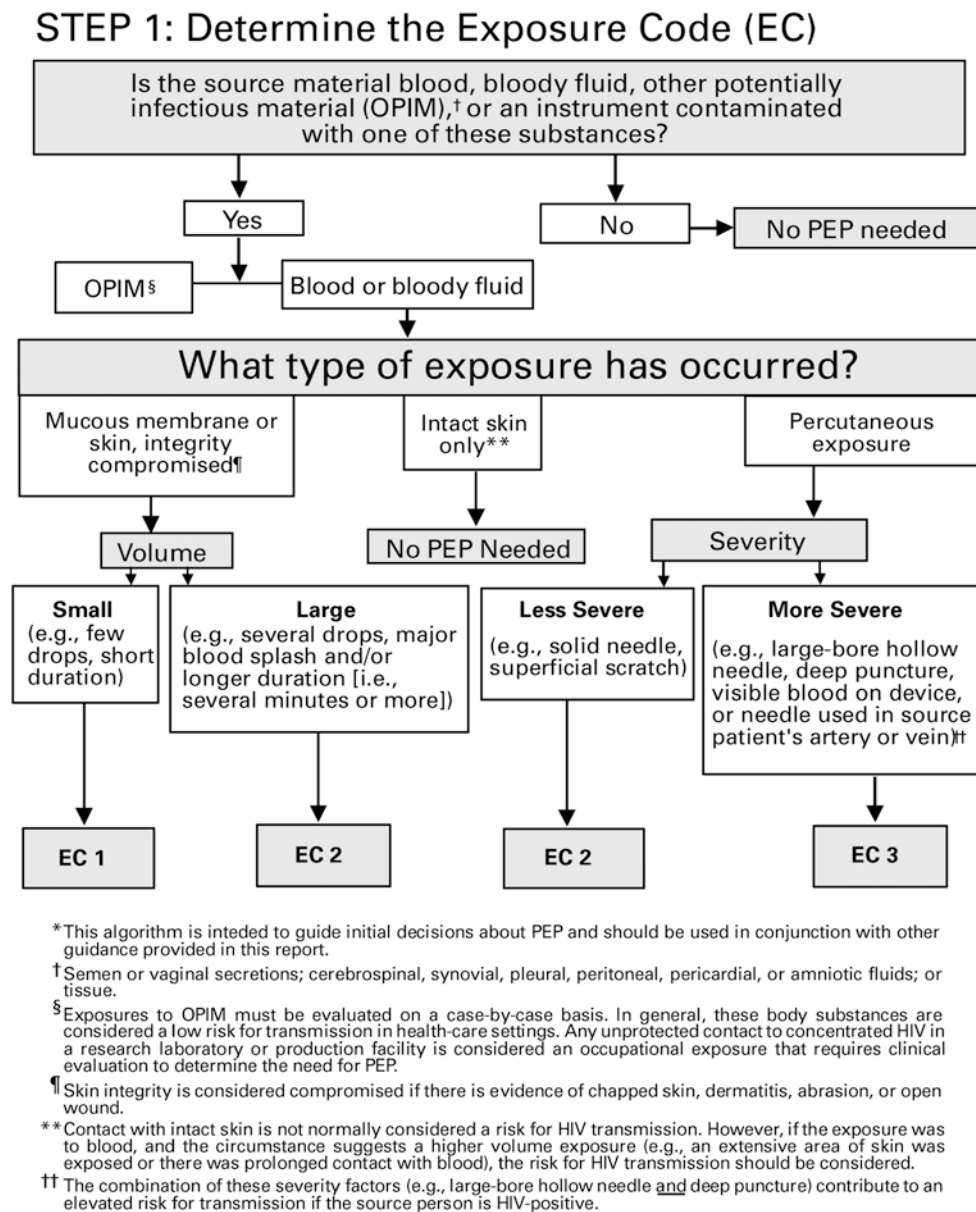 STEP 1: Determine the Exposure Code (EC)
Is the source material blood, bloody fluid, other potentially
infectious material (OPIM),† or an instrument contaminated
with one of these substances?
Yes
No
No PEP needed
OPIM§
Blood or bloody fluid
What type of exposure has occurred?
Mucous membrane or
skin, integrity
compromised¶
Intact skin
only**
Percutaneous
exposure
Volume
No PEP Needed
Severity
Small
(e.g., few
drops, short
duration)
Large
(e.g., several drops, major
blood splash and/or
longer duration [i.e.,
several minutes or more])
Less Severe
(e.g., solid needle,
superficial scratch)
More Severe
(e.g., large-bore hollow
needle, deep puncture,
visible blood on device,
or needle used in source
patient's artery or vein)††
EC 1
EC 2
EC 2
EC 3
*This algorithm is inteded to guide initial decisions about PEP and should be used in conjunction with other
guidance provided in this report.
†Semen or vaginal secretions; cerebrospinal, synovial, pleural, peritoneal, pericardial, or amniotic fluids; or
tissue.
§Exposures to OPIM must be evaluated on a case-by-case basis. In general, these body substances are
considered a low risk for transmission in health-care settings. Any unprotected contact to concentrated HIV in
a research laboratory or production facility is considered an occupational exposure that requires clinical
evaluation to determine the need for PEP.
¶Skin integrity is considered compromised if there is evidence of chapped skin, dermatitis, abrasion, or open
wound.
**Contact with intact skin is not normally considered a risk for HIV transmission. However, if the exposure was
to blood, and the circumstance suggests a higher volume exposure (e.g., an extensive area of skin was
exposed or there was prolonged contact with blood), the risk for HIV transmission should be considered.
††The combination of these severity factors (e.g., large-bore hollow needle and deep puncture) contribute to an
elevated risk for transmission if the source person is HIV-positive.